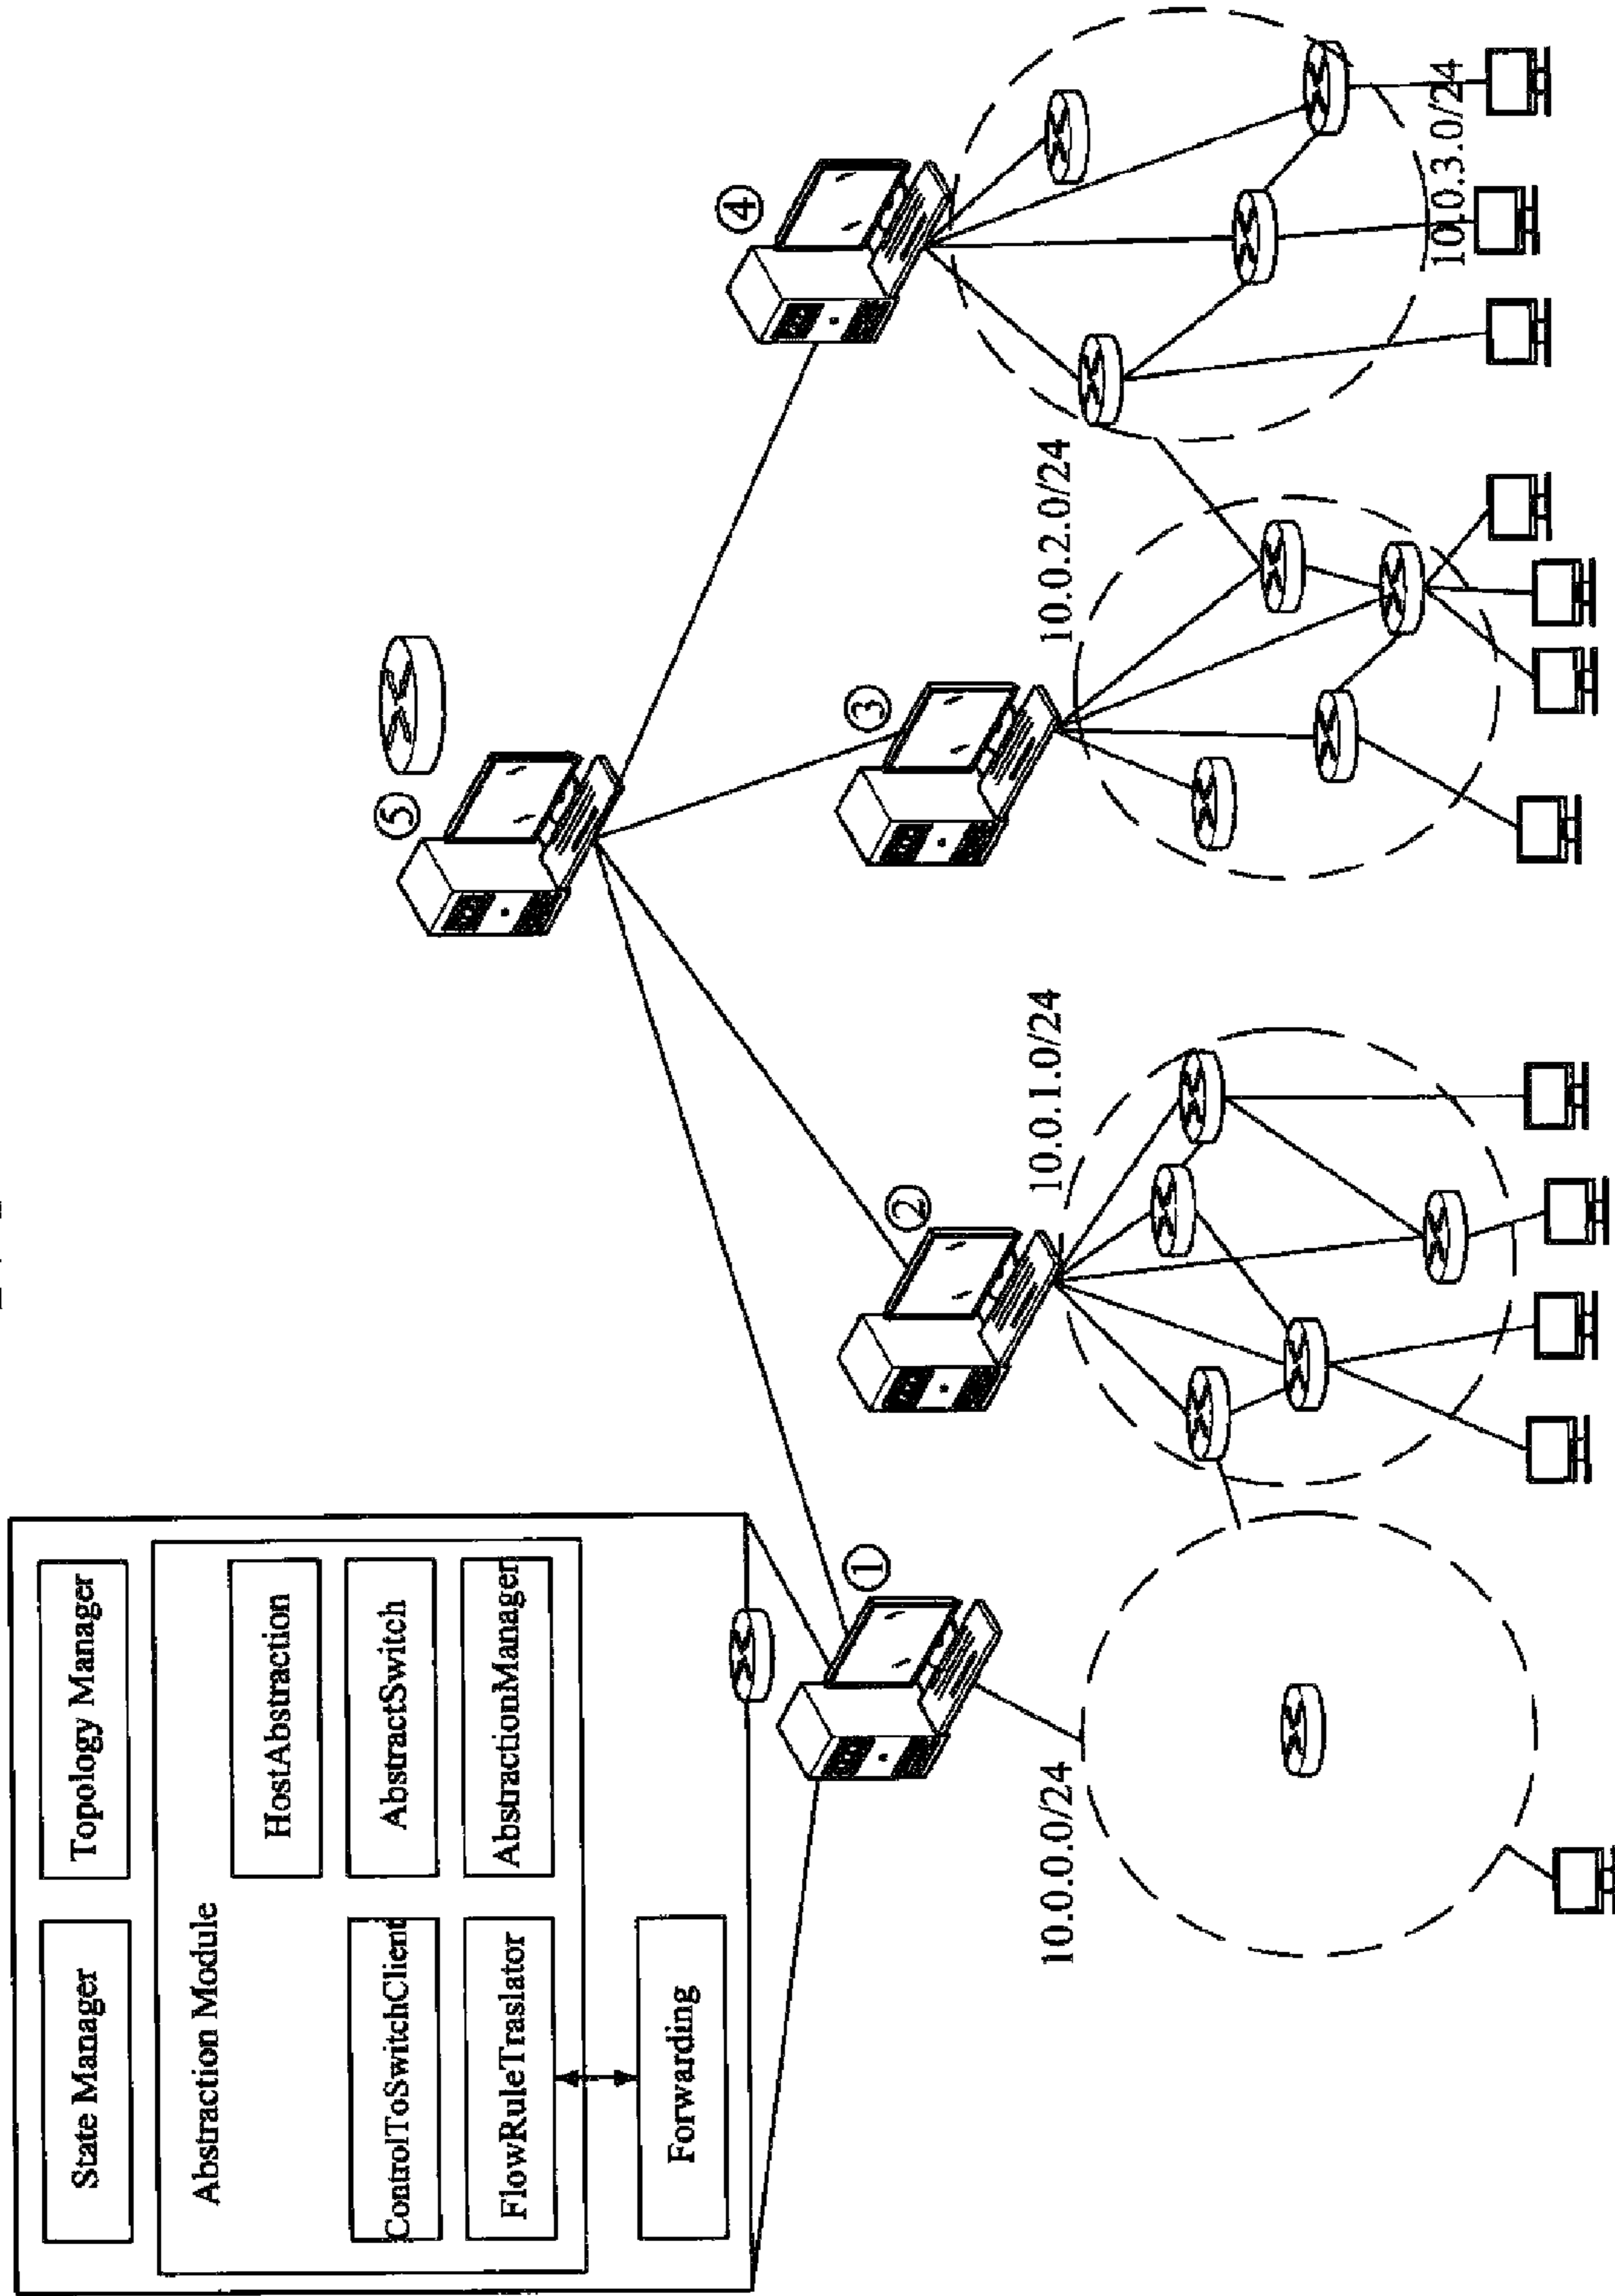 State Manager
Topology Manager
Abstraction Module
HostAbstraction
ControlToSwitchClient
AbstractSwitch
FlowRuleTraslator
AbstractionManager
Forwarding
⑤
①
②
③
④
10.0.0.0/24
10.0.1.0/24
10.0.2.0/24
10.0.3.0/24